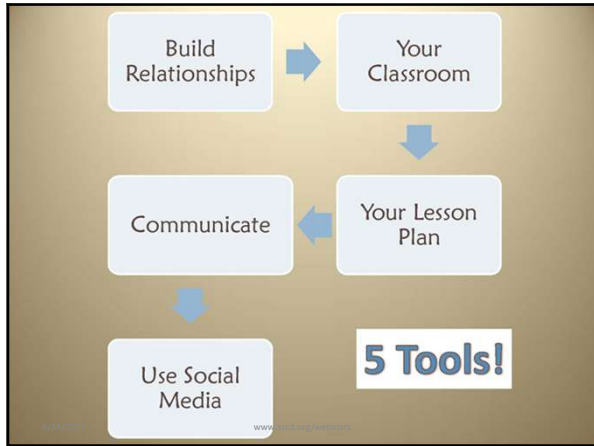 Build
Relationships
Your
Classroom
Your Lesson
Plan
Communicate
Use Social
Media
5 Tools!